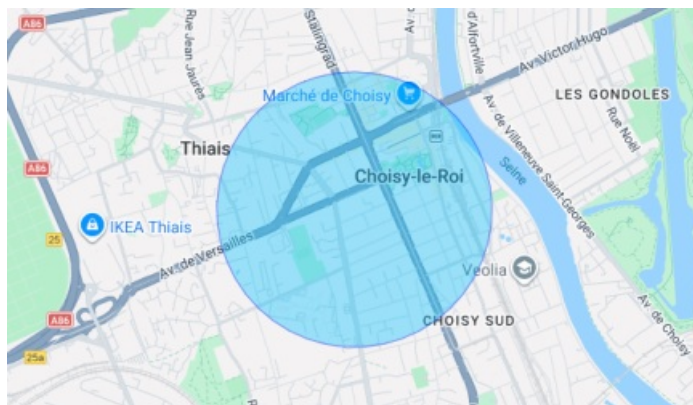 A86
Rue Jean Jaurès
Stalingrad
Av
d'Alfortville
Av. Victor Hugo
Marché de Choisy
LES GONDOLES
Rue Noël
Thiais
A86
Choisy-le-Roi
Seine
Av. de Villeneuve Saint-Georges
IKEA Thiais
25
Av. de Versailles
Veolia
A86
CHOISY SUD
Av. de Choisy
25a